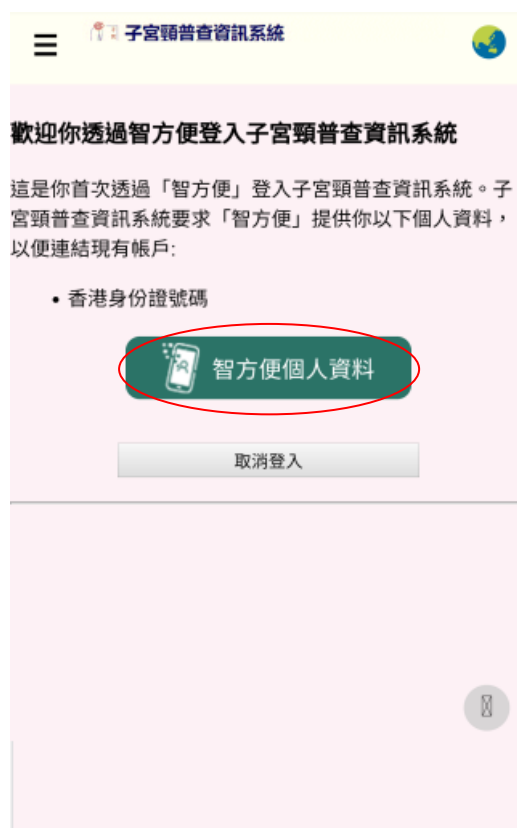 子宮頸普查資訊系統
歡迎你透過智方便登入子宮頸普查資訊系統
這是你首次透過「智方便」登入子宮頸普查資訊系統。子
宮頸普查資訊系統要求「智方便」提供你以下個人資料，
以便連結現有帳戶:
• 香港身份證號碼
智方便個人資料
取消登入